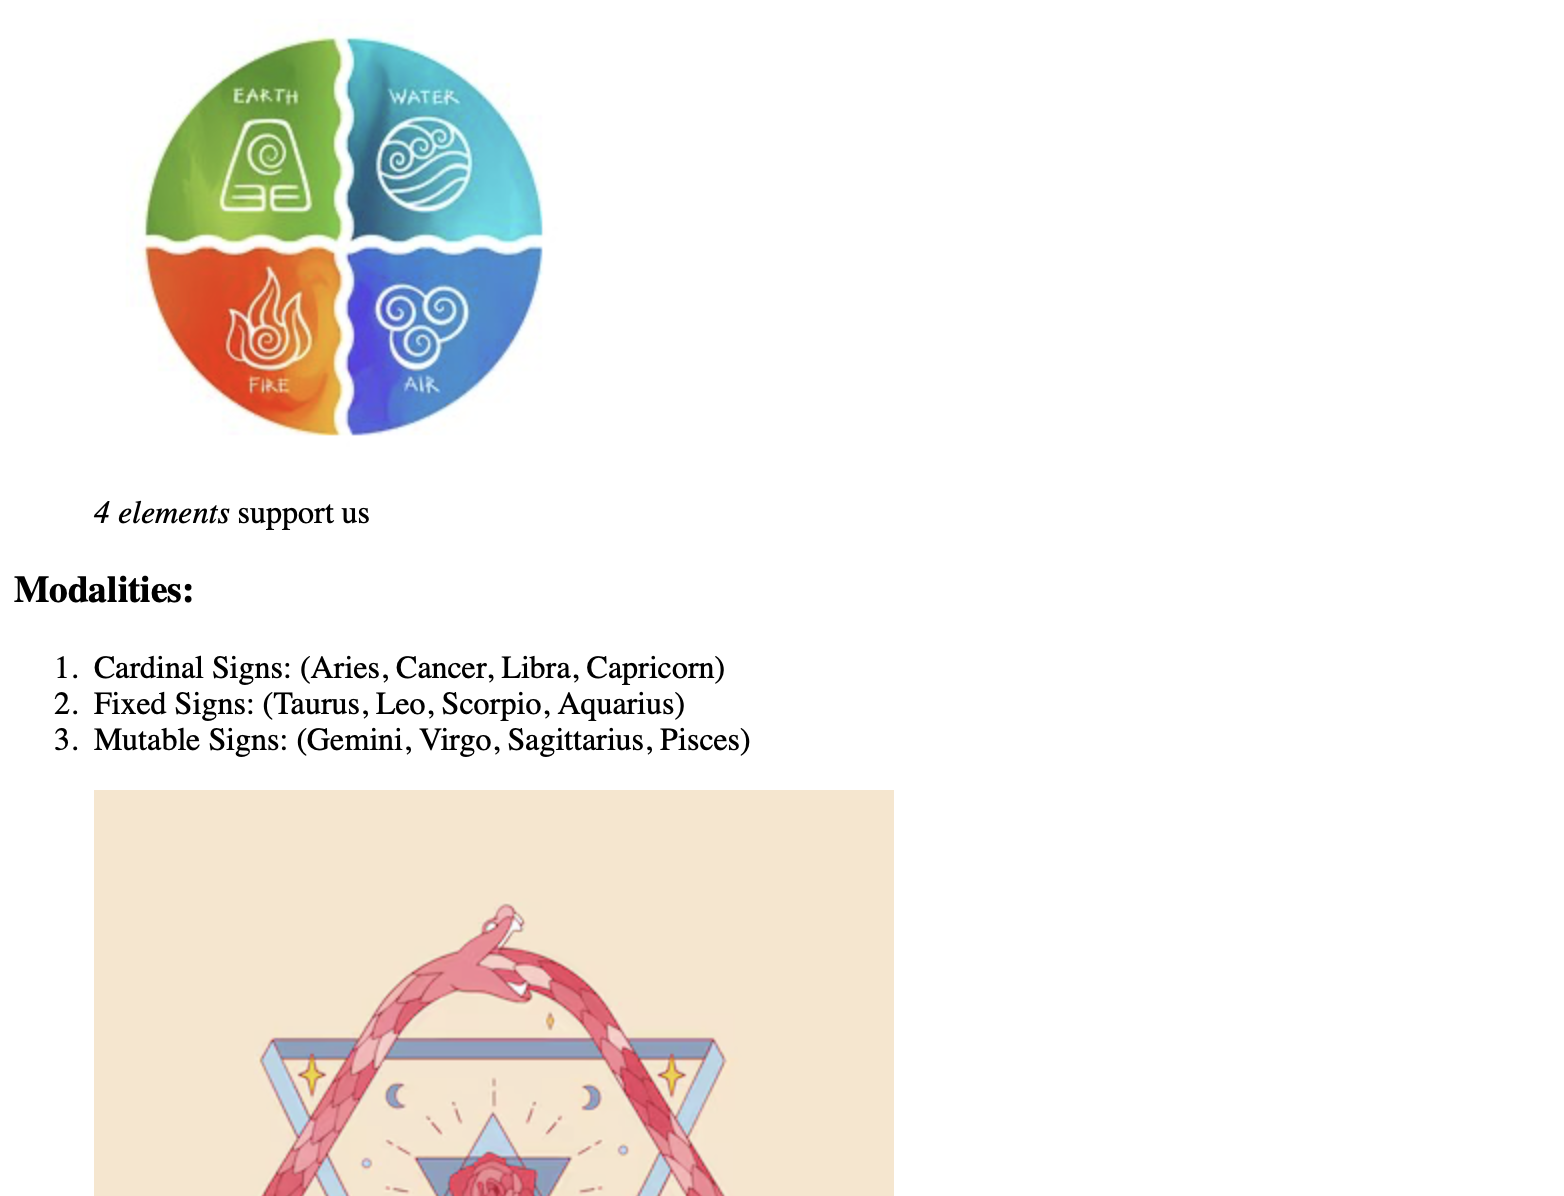 EARTH WATER
FIRE AIR
4 elements support us
Modalities:
1. Cardinal Signs: (Aries, Cancer, Libra, Capricorn)
2. Fixed Signs: (Taurus, Leo, Scorpio, Aquarius)
3. Mutable Signs: (Gemini, Virgo, Sagittarius, Pisces)